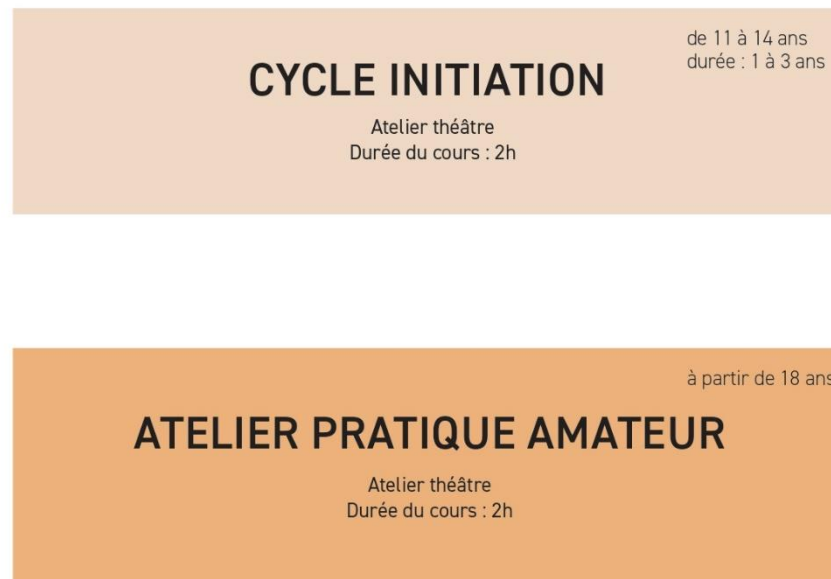 de 11 à 14 ans
durée : 1 à 3 ans
CYCLE INITIATION
Atelier théâtre
Durée du cours : 2h
à partir de 18 ans
ATELIER PRATIQUE AMATEUR
Atelier théâtre
Durée du cours : 2h